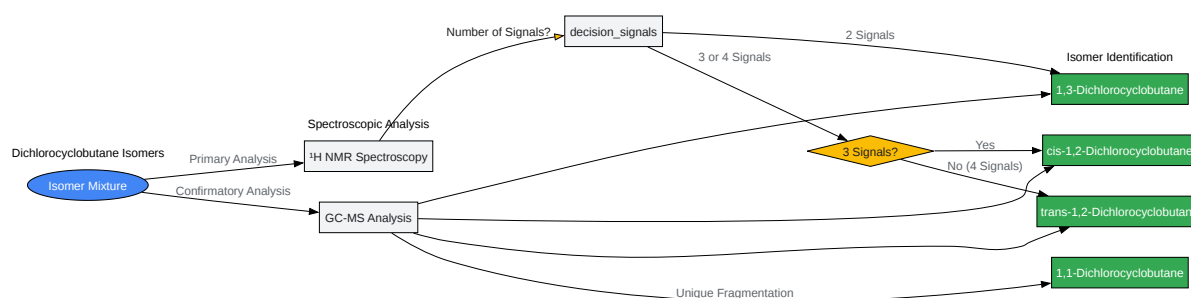 Number of Signals?
decision_signals
2 Signals
3 or 4 Signals
Isomer Identification
1,3-Dichlorocyclobutane
Spectroscopic Analysis
¹H NMR Spectroscopy
Dichlorocyclobutane Isomers
Primary Analysis
Isomer Mixture
Confirmatory Analysis
3 Signals?
Yes
cis-1,2-Dichlorocyclobutane
No (4 Signals)
GC-MS Analysis
trans-1,2-Dichlorocyclobutan
1,1-Dichlorocyclobutane
Unique Fragmentation